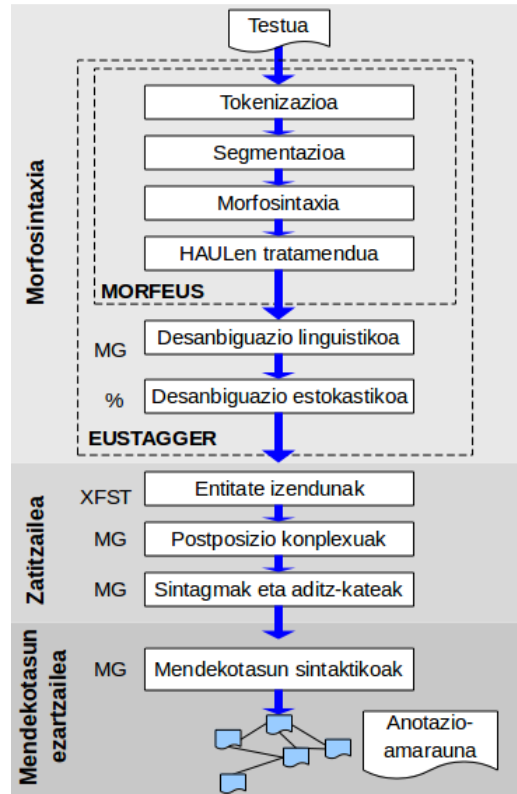 Testua
Morfosintaxia
Tokenizazioa
Segmentazioa
Morfosintaxia
HAULen tratamendua
MORFEUS
MG
Desanbiguazio linguistikoa
%
Desanbiguazio estokastikoa
EUSTAGGER
Zatitzailea
XFST
Entitate izendunak
MG
Postposizio konplexuak
MG
Sintagmak eta aditz-kateak
Mendekotasun
ezartzailea
MG
Mendekotasun sintaktikoak
Anotazio-
amarauna